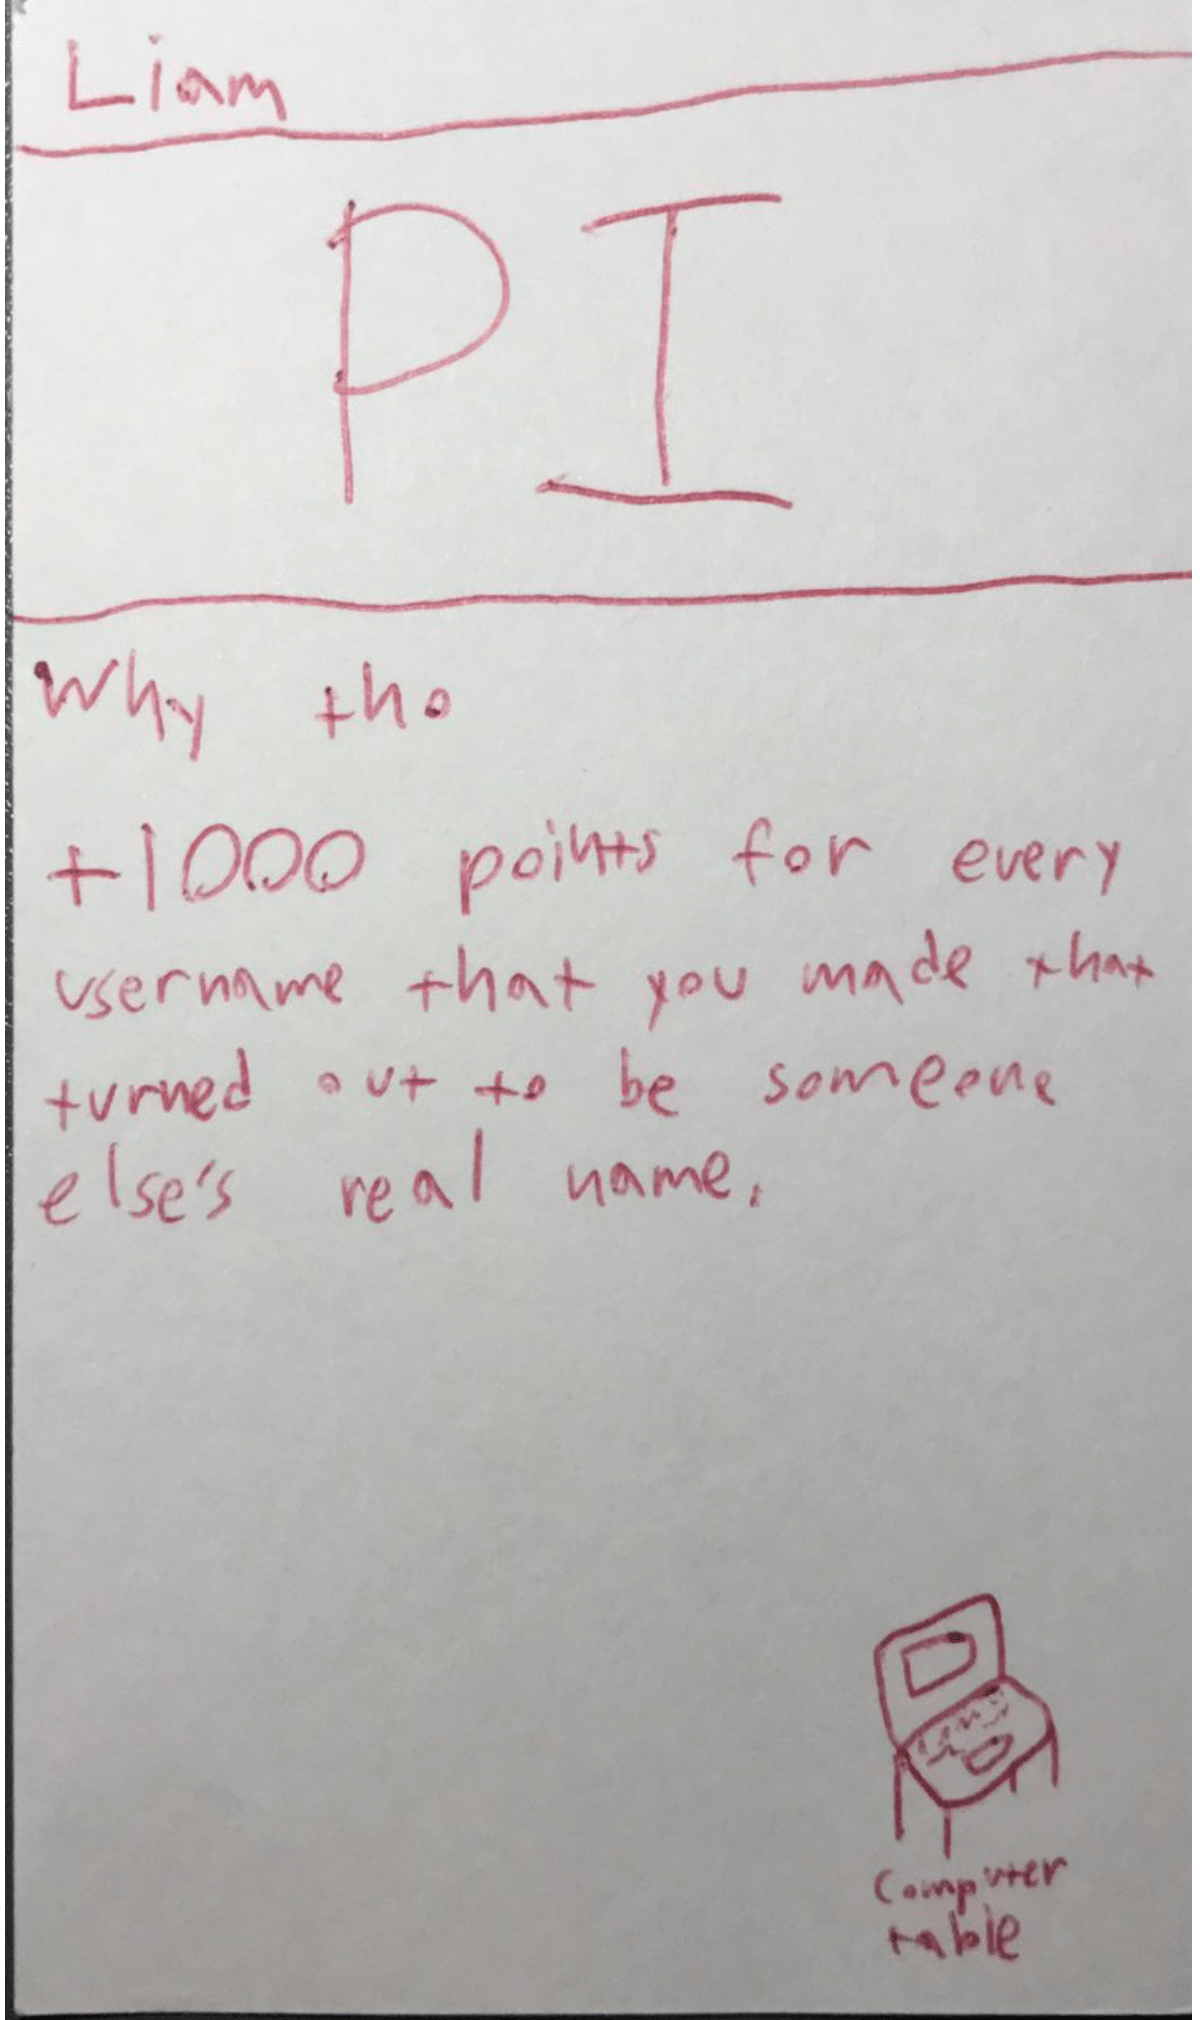 Liam
PI
Why tho
+1000 points for every
username that you made that
turned out to be someone
else's real name.
Computer
table